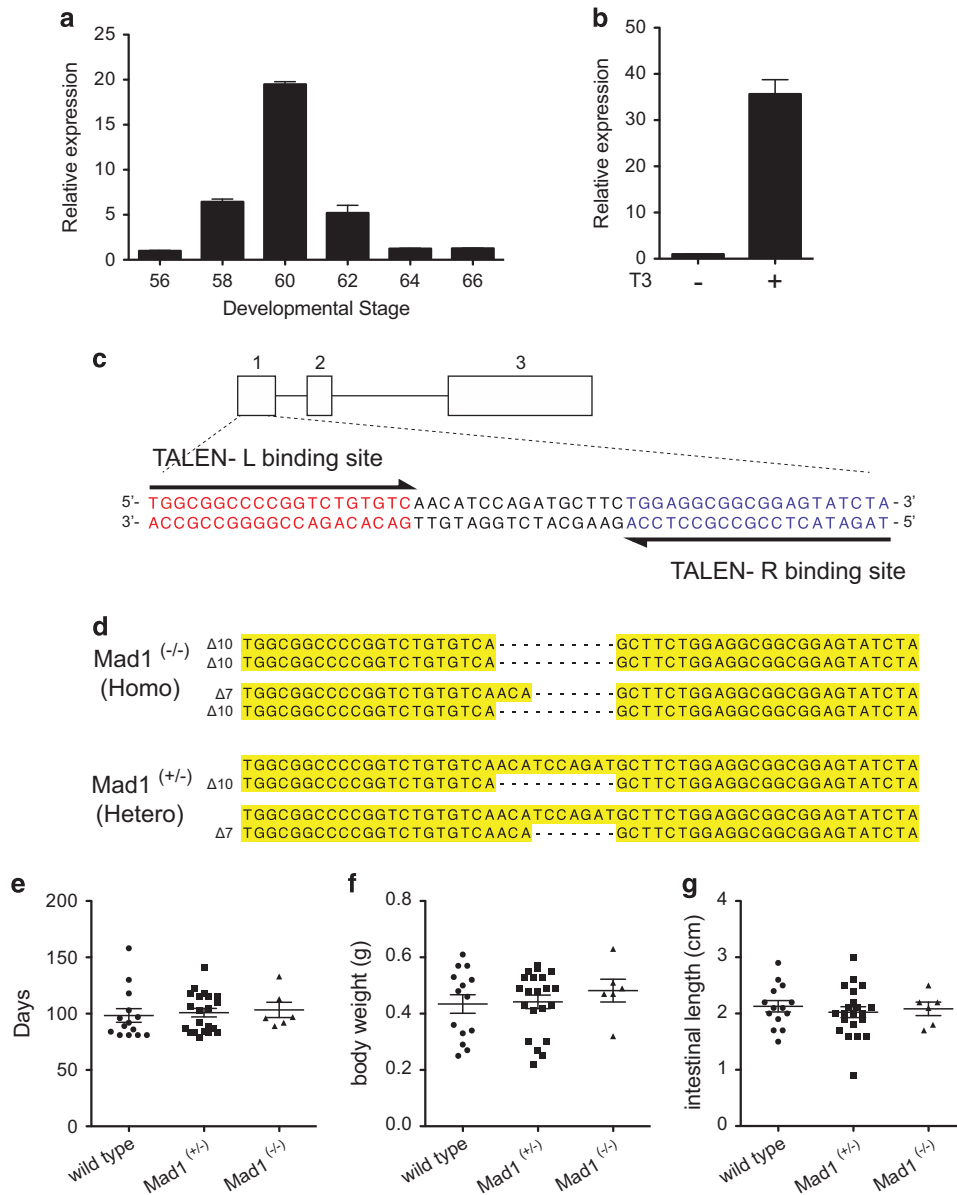 a
Relative expression
25
20
15
10
5
0
56 58 60 62 64 66
Developmental Stage
b
Relative expression
50
40
30
20
10
0
T3 - +
c
1 2 3
TALEN- L binding site
5'- TGGCGGCCCCGGTCTGTGTCAACATCCAGATGCTTCTGGAGGCGGCGGAGTATCTA - 3'
3'- ACCGCCGGGGCCAGACACAGTTGTAGGTCTACGAAGACCTCCGCCGCCTCATAGAT - 5'
TALEN- R binding site
d
Mad1 (-/-)
(Homo)
Δ10 TGGCGGCCCCGGTCTGTGTCA----------GCTTCTGGAGGCGGCGGAGTATCTA
Δ10 TGGCGGCCCCGGTCTGTGTCA----------GCTTCTGGAGGCGGCGGAGTATCTA
Δ7 TGGCGGCCCCGGTCTGTGTCAACA-------GCTTCTGGAGGCGGCGGAGTATCTA
Δ10 TGGCGGCCCCGGTCTGTGTCA----------GCTTCTGGAGGCGGCGGAGTATCTA
Mad1 (+/-)
(Hetero)
TGGCGGCCCCGGTCTGTGTCAACATCCAGATGCTTCTGGAGGCGGCGGAGTATCTA
Δ10 TGGCGGCCCCGGTCTGTGTCA----------GCTTCTGGAGGCGGCGGAGTATCTA
TGGCGGCCCCGGTCTGTGTCAACATCCAGATGCTTCTGGAGGCGGCGGAGTATCTA
Δ7 TGGCGGCCCCGGTCTGTGTCAACA-------GCTTCTGGAGGCGGCGGAGTATCTA
e
Days
200
150
100
50
0
wild type Mad1 (+/-) Mad1 (-/-)
f
body weight (g)
0.8
0.6
0.4
0.2
0.0
wild type Mad1 (+/-) Mad1 (-/-)
g
intestinal length (cm)
4
3
2
1
0
wild type Mad1 (+/-) Mad1 (-/-)